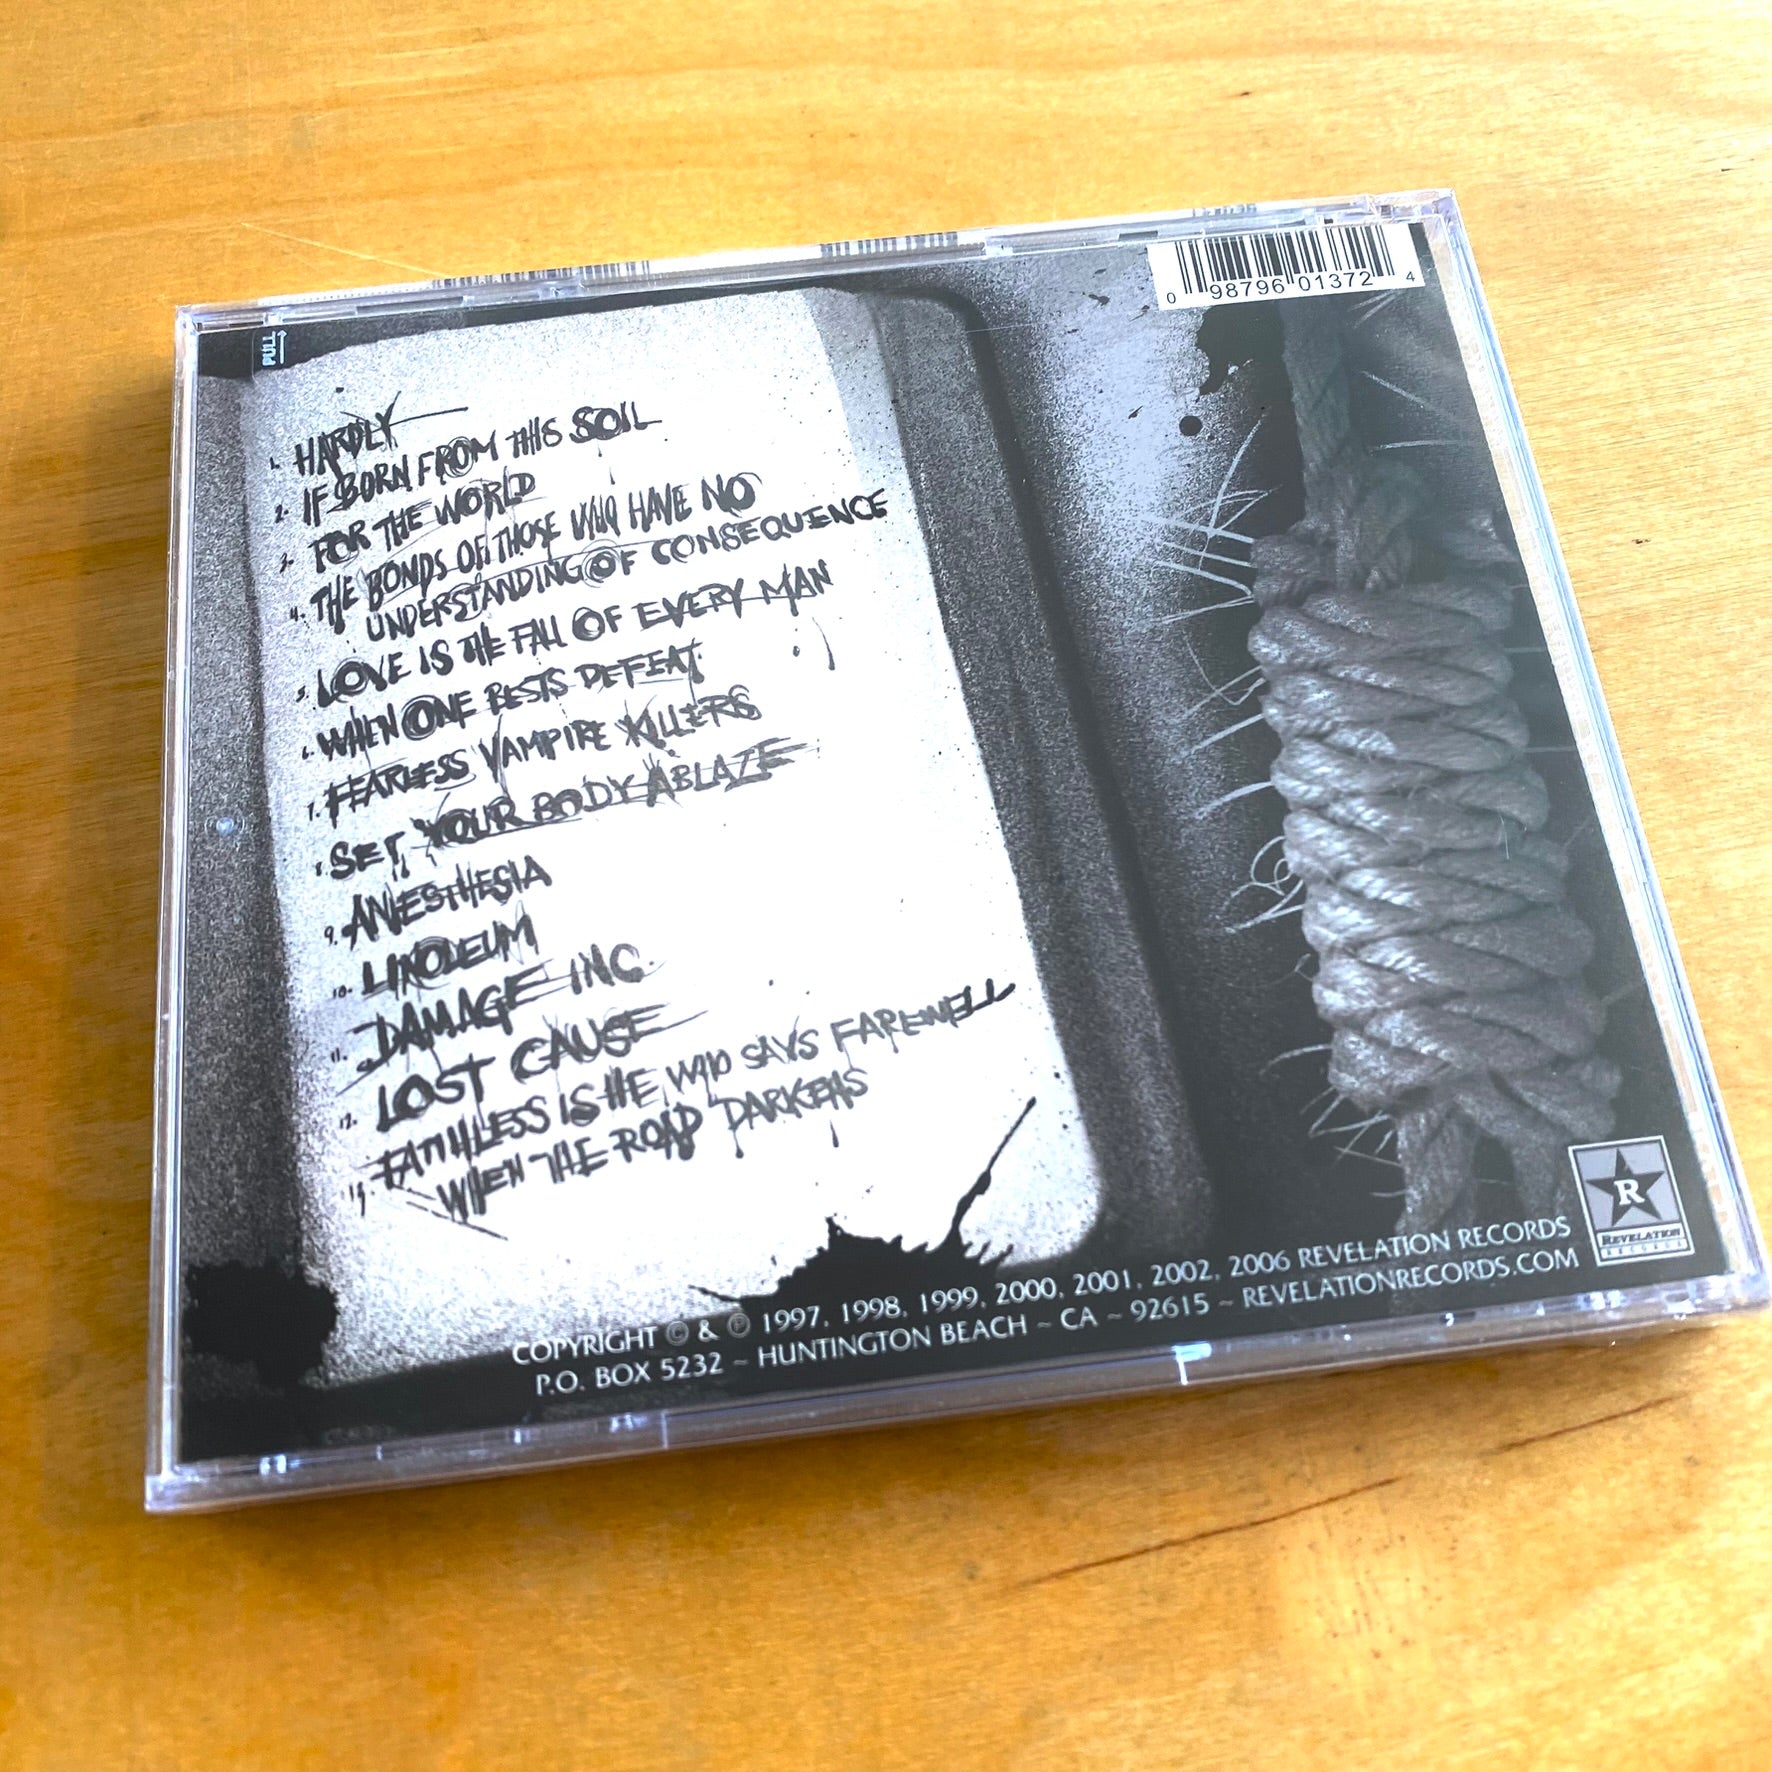 PULL
0 98796 01372 4
1. HARDLY
2. IF BORN FROM THIS SOIL
3. FOR THE WORLD
4. THE BONDS OF THOSE WHO HAVE NO
UNDERSTANDING OF CONSEQUENCE
5. LOVE IS THE FALL OF EVERY MAN
6. WHEN ONE BESTS DEFEAT
7. FEARLESS VAMPIRE KILLERS
8. SET YOUR BODY ABLAZE
9. ANESTHESIA
10. LINOLEUM
11. DAMAGE INC.
12. LOST CAUSE
13. FAITHLESS IS HE WHO SAYS FAREWELL
WHEN THE ROAD DARKENS
COPYRIGHT © & ℗ 1997, 1998, 1999, 2000, 2001, 2002, 2006 REVELATION RECORDS
P.O. BOX 5232 ~ HUNTINGTON BEACH ~ CA ~ 92615 ~ REVELATIONRECORDS.COM
R
REVELATION
RECORDS